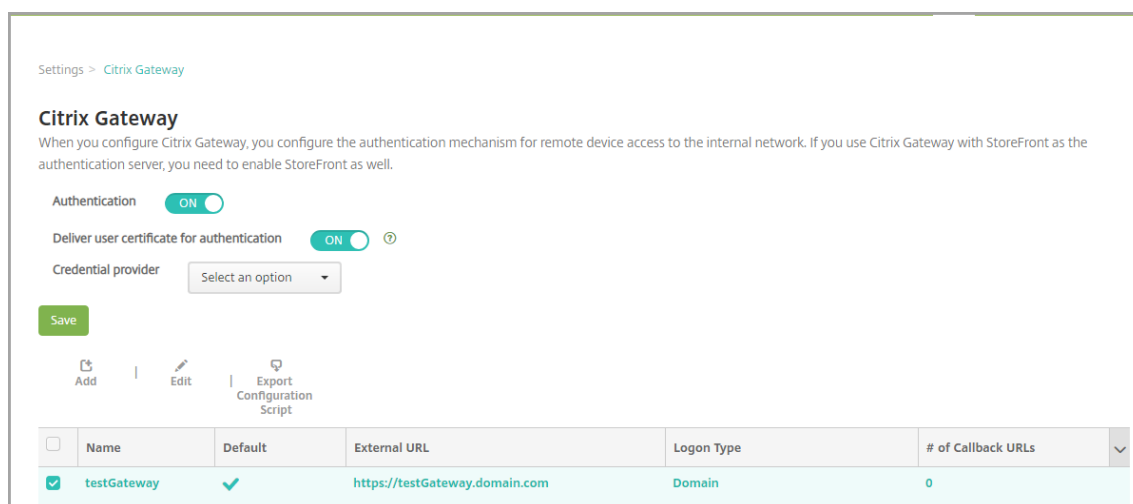 Settings > Citrix Gateway
Citrix Gateway
When you configure Citrix Gateway, you configure the authentication mechanism for remote device access to the internal network. If you use Citrix Gateway with StoreFront as the
authentication server, you need to enable StoreFront as well.
Authentication ON
Deliver user certificate for authentication ON ?
Credential provider Select an option
Save
Add | Edit | Export
Configuration
Script
Name Default External URL Logon Type # of Callback URLs
testGateway https://testGateway.domain.com Domain 0